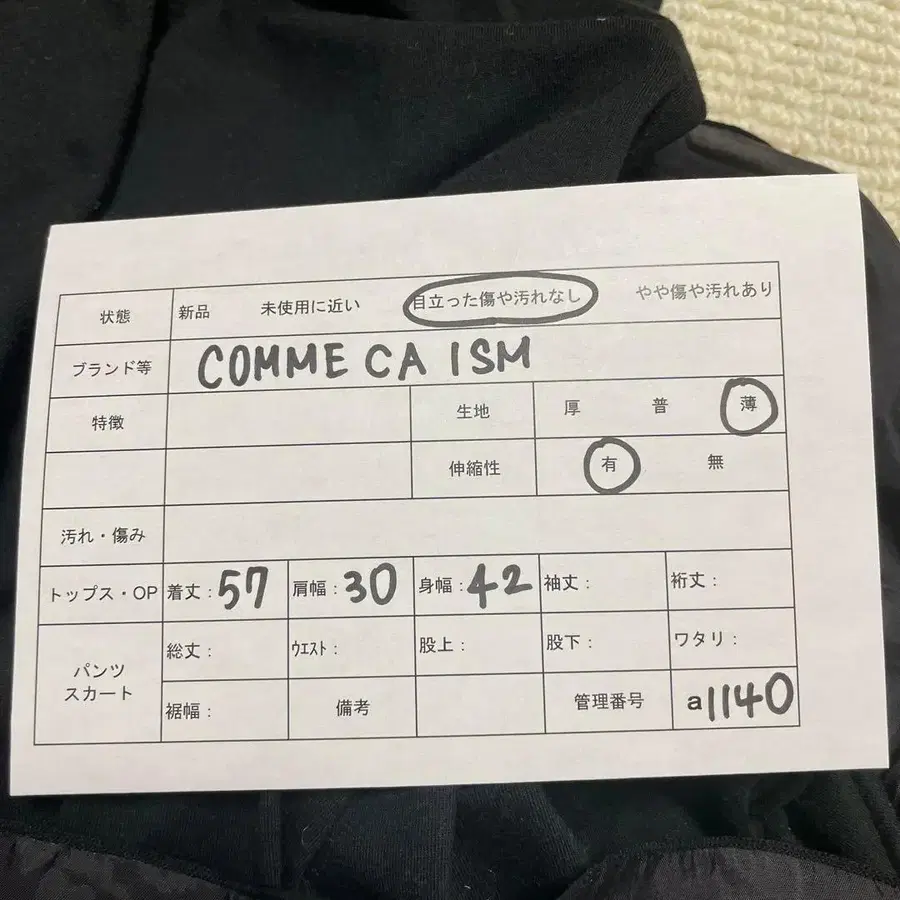 状態 新品 未使用に近い 目立った傷や汚れなし やや傷や汚れあり
ブランド等 COMME CA ISM
特徴 生地 厚 普 薄
伸縮性 有 無
汚れ・傷み
トップス・OP 着丈：57 肩幅：30 身幅：42 袖丈： 裄丈：
パンツ
スカート
総丈： ｳｴｽﾄ： 股上： 股下： ワタリ：
裾幅： 備考 管理番号 a1140